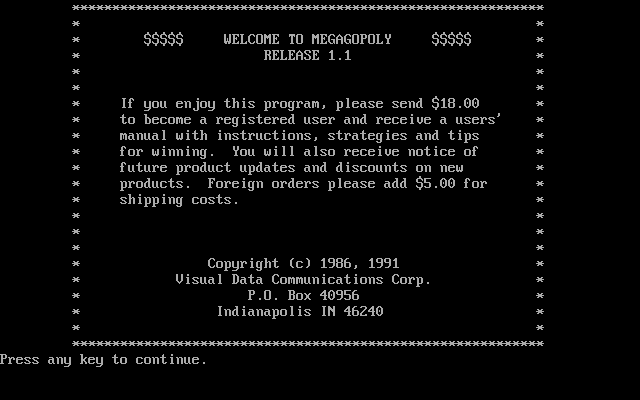 ***********************************************************
* *
* $$$$$ WELCOME TO MEGAGOPOLY $$$$$ *
* RELEASE 1.1 *
* *
* *
* If you enjoy this program, please send $18.00 *
* to become a registered user and receive a users' *
* manual with instructions, strategies and tips *
* for winning. You will also receive notice of *
* future product updates and discounts on new *
* products. Foreign orders please add $5.00 for *
* shipping costs. *
* *
* *
* *
* Copyright (c) 1986, 1991 *
* Visual Data Communications Corp. *
* P.O. Box 40956 *
* Indianapolis IN 46240 *
* *
***********************************************************
Press any key to continue.